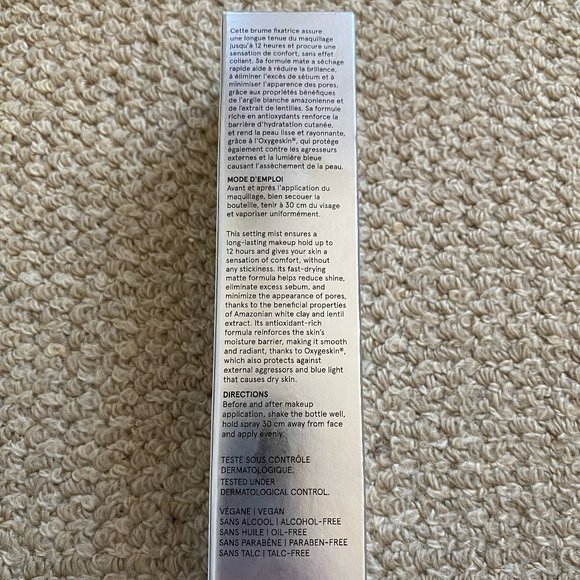 Cette brume fixatrice assure
une longue tenue du maquillage
jusqu'à 12 heures et procure une
sensation de confort, sans effet
collant. Sa formule mate a séchage
rapide aide à réduire la brillance,
à éliminer l'excès de sébum et à
minimiser l'apparence des pores,
grâce aux propriétés bénéfiques
de l'argile blanche amazonienne et
de l'extrait de lentilles. Sa formule
riche en antioxydants renforce la
barrière d'hydratation cutanée,
et rend la peau lisse et rayonnante,
grâce à l'Oxygeskin®, qui protège
également contre les agresseurs
externes et la lumière bleue
causant l'assèchement de la peau.
MODE D'EMPLOI
Avant et après l'application du
maquillage, bien secouer la
bouteille, tenir à 30 cm du visage
et vaporiser uniformément.
This setting mist ensures a
long-lasting makeup hold up to
12 hours and gives your skin a
sensation of comfort, without
any stickiness. Its fast-drying
matte formula helps reduce shine,
eliminate excess sebum, and
minimize the appearance of pores,
thanks to the beneficial properties
of Amazonian white clay and lentil
extract. Its antioxidant-rich
formula reinforces the skin's
moisture barrier, making it smooth
and radiant, thanks to Oxygeskin®,
which also protects against
external aggressors and blue light
that causes dry skin.
DIRECTIONS
Before and after makeup
application, shake the bottle well,
hold spray 30 cm away from face
and apply evenly.
TESTÉ SOUS CONTRÔLE
DERMATOLOGIQUE.
TESTED UNDER
DERMATOLOGICAL CONTROL.
VÉGANE | VEGAN
SANS ALCOOL | ALCOHOL-FREE
SANS HUILE | OIL-FREE
SANS PARABÈNE | PARABEN-FREE
SANS TALC | TALC-FREE